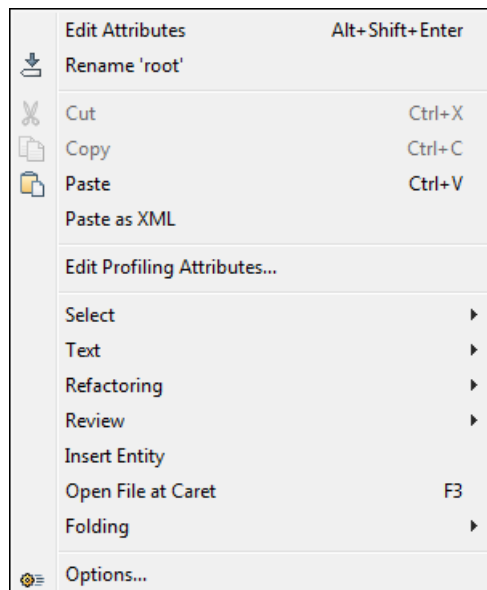 Edit Attributes Alt+Shift+Enter
Rename 'root'
Cut Ctrl+X
Copy Ctrl+C
Paste Ctrl+V
Paste as XML
Edit Profiling Attributes...
Select
Text
Refactoring
Review
Insert Entity
Open File at Caret F3
Folding
Options...